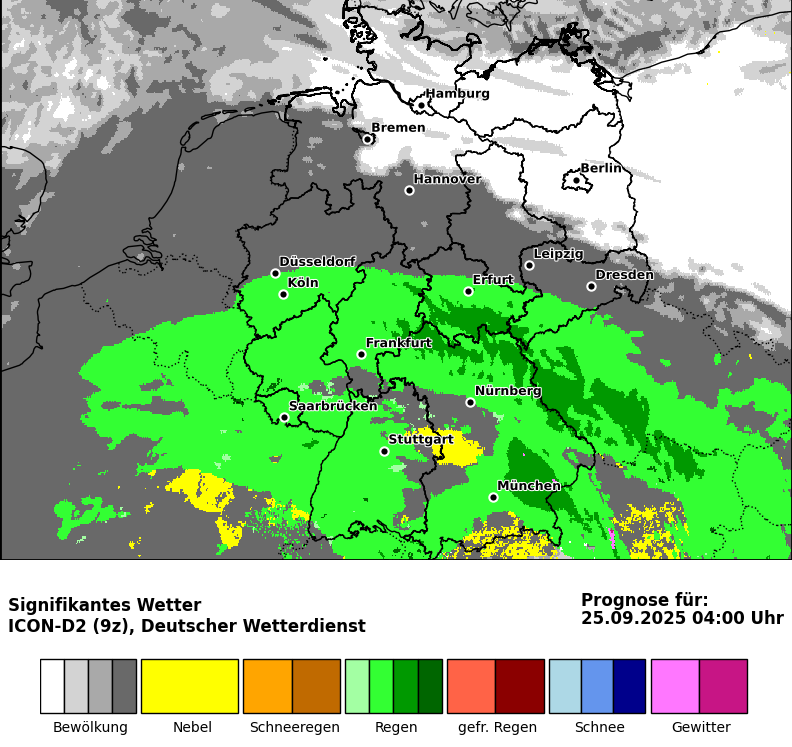 Hamburg
Bremen
Berlin
Hannover
Leipzig
Düsseldorf
Dresden
Köln
Erfurt
Frankfurt
Nürnberg
Saarbrücken
Stuttgart
München
Signifikantes Wetter
ICON-D2 (9z), Deutscher Wetterdienst
Prognose für:
25.09.2025 04:00 Uhr
Bewölkung Nebel Schneeregen Regen gefr. Regen Schnee Gewitter